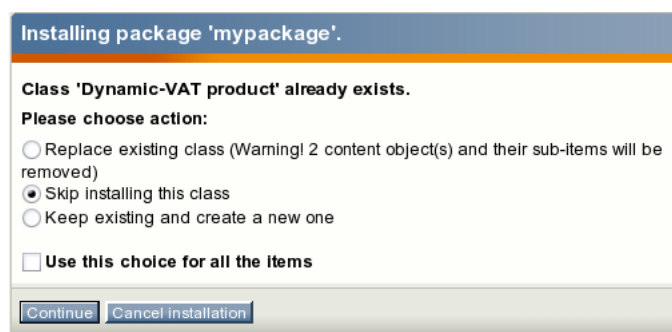 Installing package 'mypackage'.
Class 'Dynamic-VAT product' already exists.
Please choose action:
Replace existing class (Warning! 2 content object(s) and their sub-items will be
removed)
Skip installing this class
Keep existing and create a new one
Use this choice for all the items
Continue Cancel installation